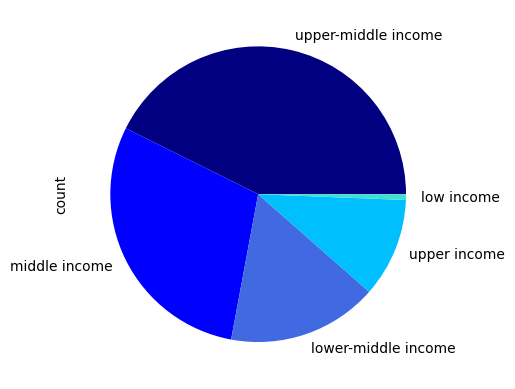 upper-middle income
low income
count
upper income
middle income
lower-middle income